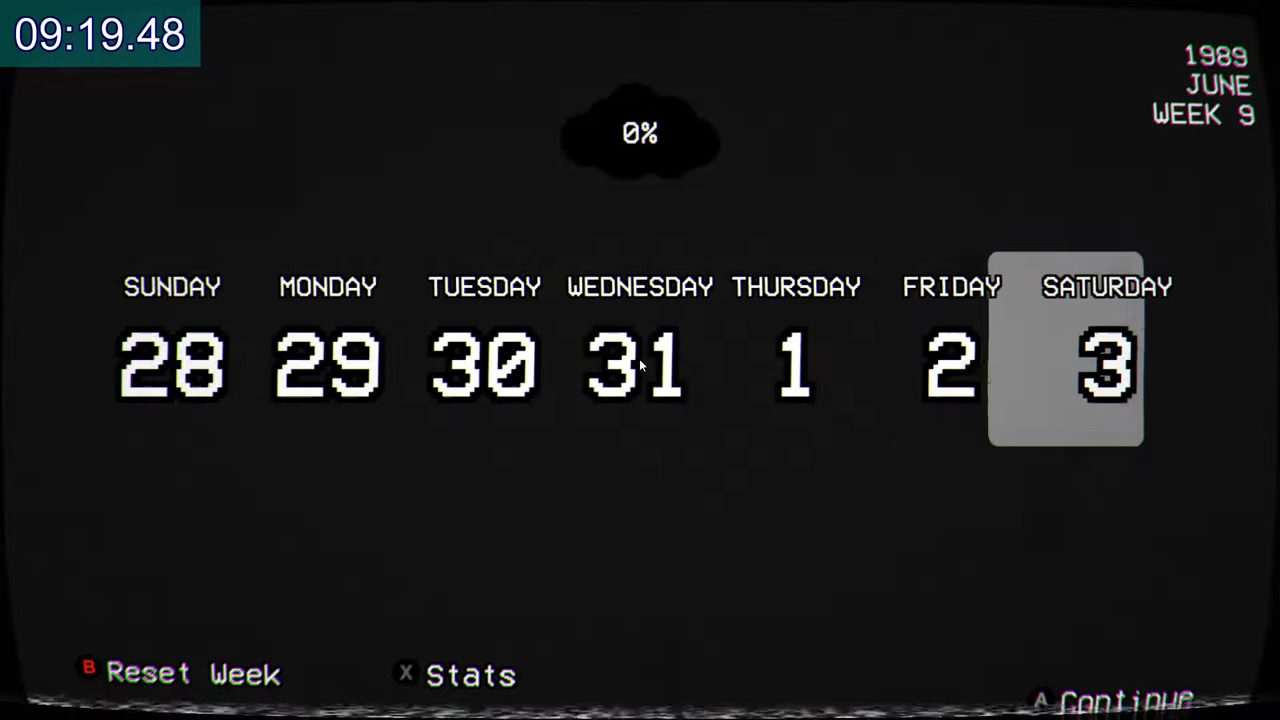 09:19.48
1989
JUNE
WEEK 9
0%
SUNDAY MONDAY TUESDAY WEDNESDAY THURSDAY FRIDAY SATURDAY
28 29 30 31 1 2 3
B Reset Week X Stats
A Continue